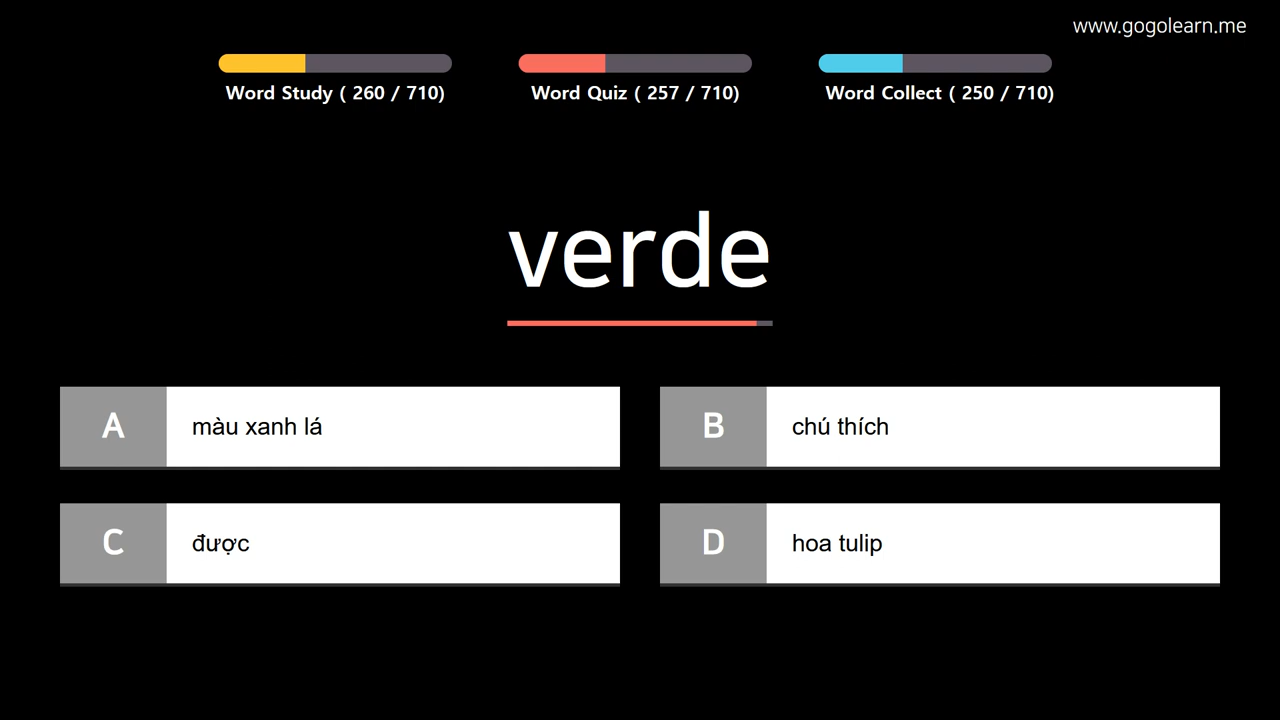 www.gogolearn.me
Word Study ( 260 / 710)
Word Quiz ( 257 / 710)
Word Collect ( 250 / 710)
verde
A màu xanh lá
B chú thích
C được
D hoa tulip